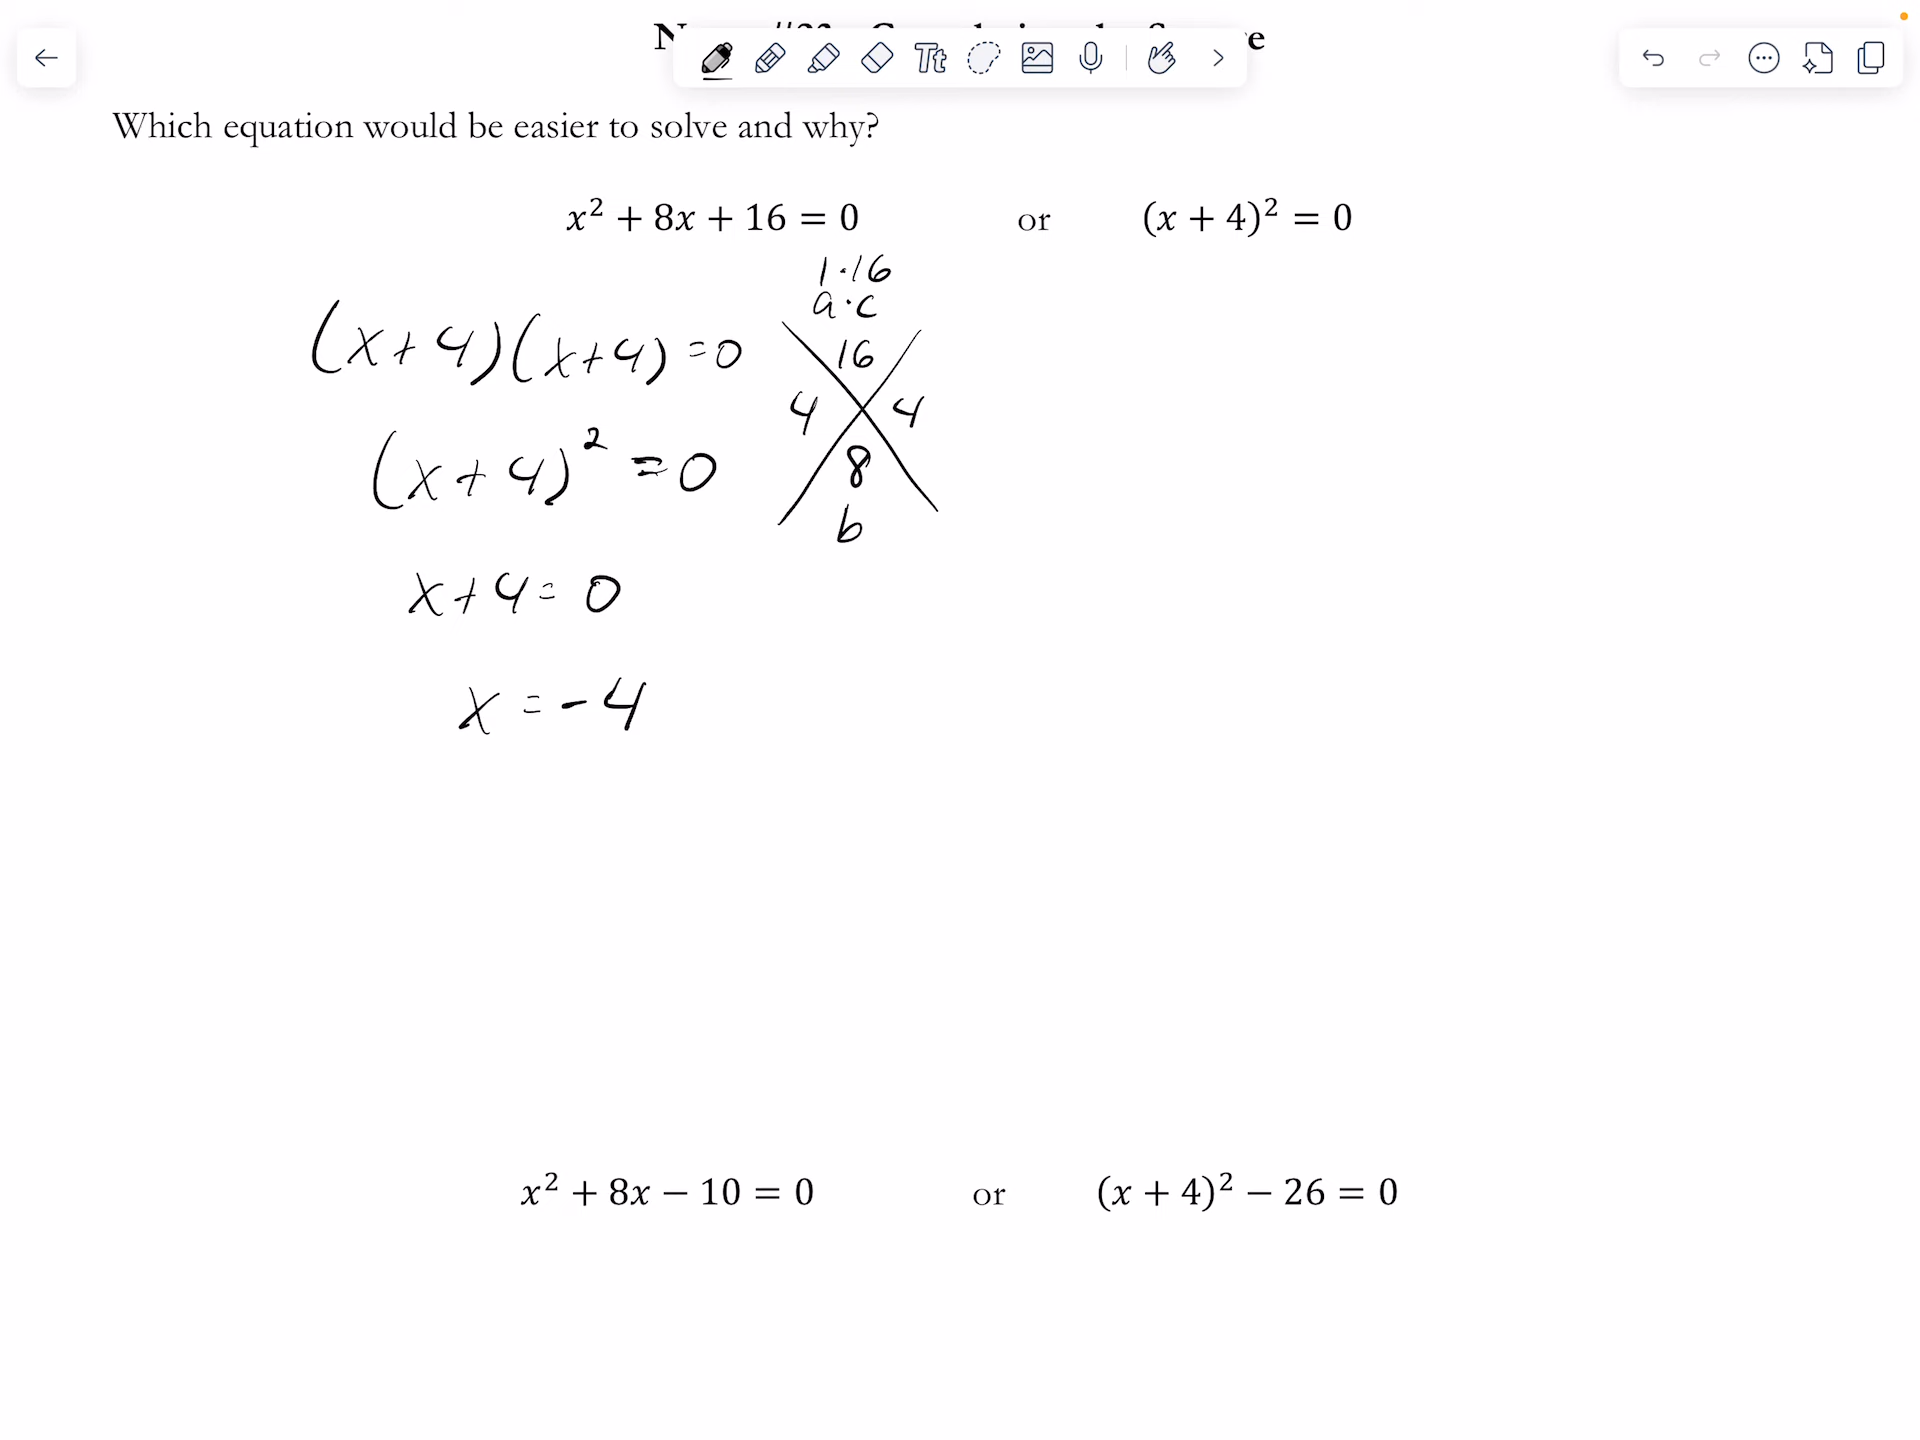 Which equation would be easier to solve and why?
x² + 8x + 16 = 0 or (x + 4)² = 0
1·16
a·c
(x+4)(x+4)=0
16
4 4
(x+4)²=0
8
b
x+4=0
x=-4
x² + 8x − 10 = 0 or (x + 4)² − 26 = 0